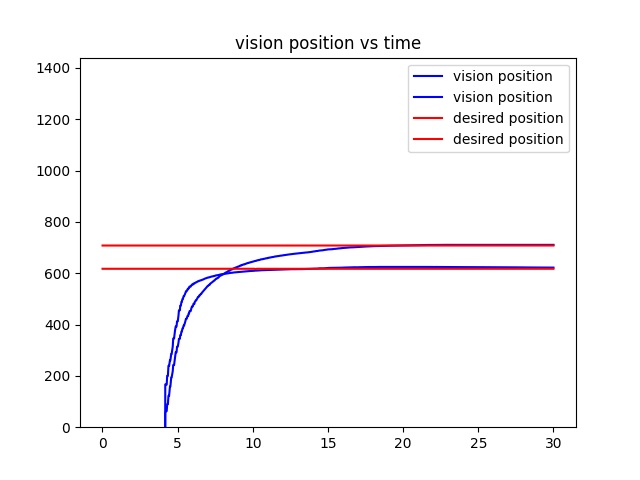 vision position vs time
1400
1200
1000
800
600
400
200
0
vision position
vision position
desired position
desired position
0 5 10 15 20 25 30